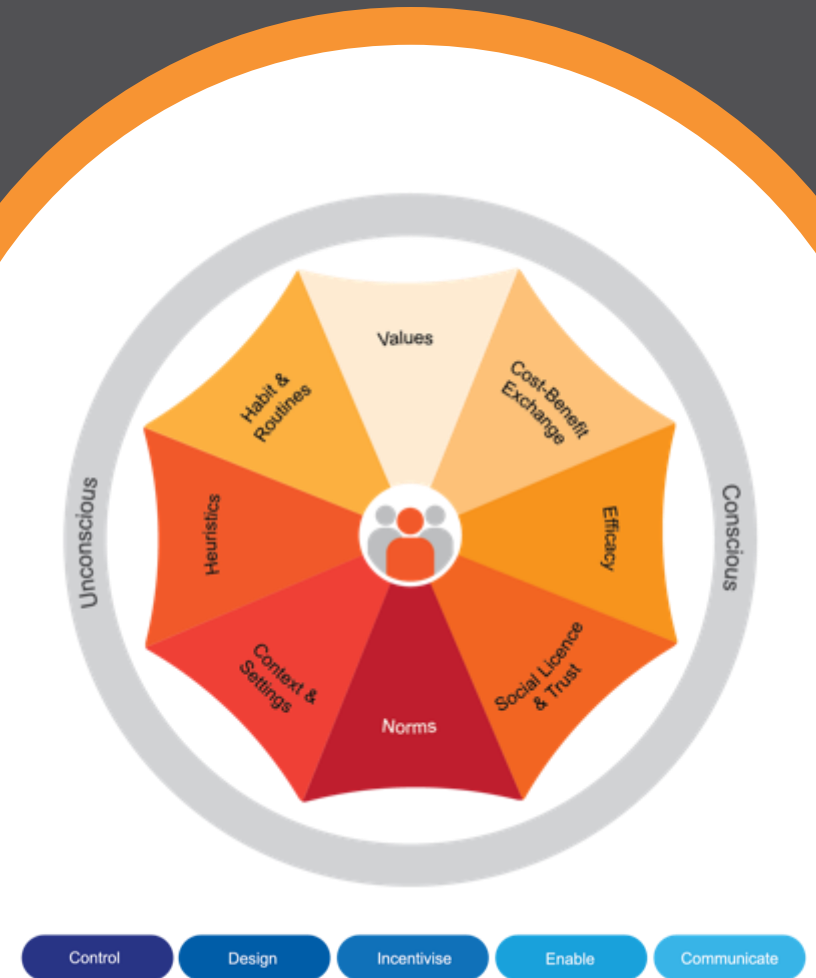 Values
Cost-Benefit
Exchange
Efficacy
Social Licence
& Trust
Norms
Context &
Settings
Heuristics
Habit &
Routines
Unconscious
Conscious
Control
Design
Incentivise
Enable
Communicate